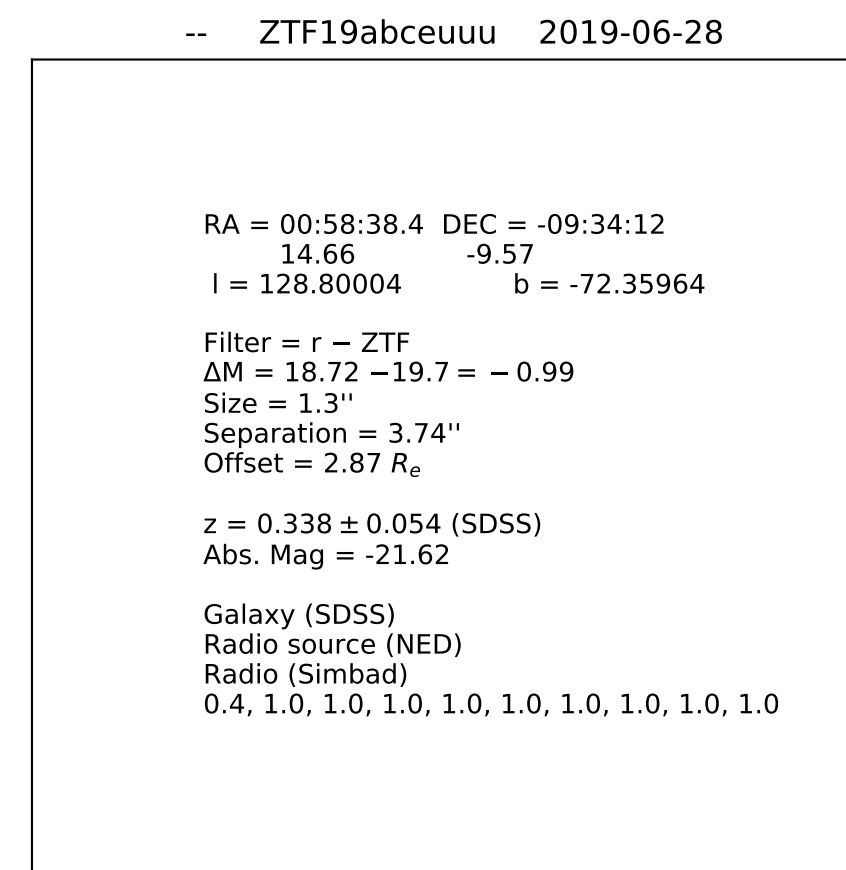 -- ZTF19abceuuu 2019-06-28
RA = 00:58:38.4 DEC = -09:34:12
14.66 -9.57
l = 128.80004 b = -72.35964
Filter = r − ZTF
ΔM = 18.72 −19.7 = − 0.99
Size = 1.3''
Separation = 3.74''
Offset = 2.87 Re
z = 0.338 ± 0.054 (SDSS)
Abs. Mag = -21.62
Galaxy (SDSS)
Radio source (NED)
Radio (Simbad)
0.4, 1.0, 1.0, 1.0, 1.0, 1.0, 1.0, 1.0, 1.0, 1.0